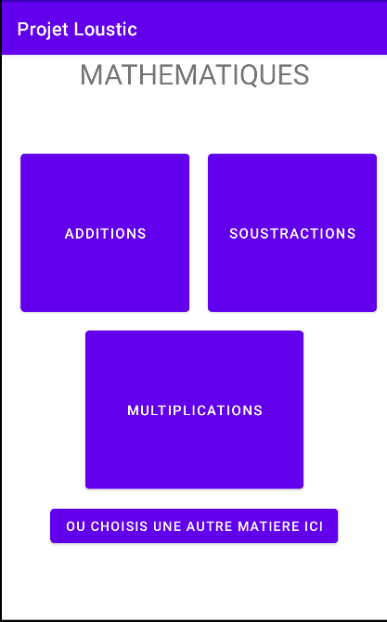 Projet Loustic
MATHEMATIQUES
ADDITIONS
SOUSTRACTIONS
MULTIPLICATIONS
OU CHOISIS UNE AUTRE MATIERE ICI